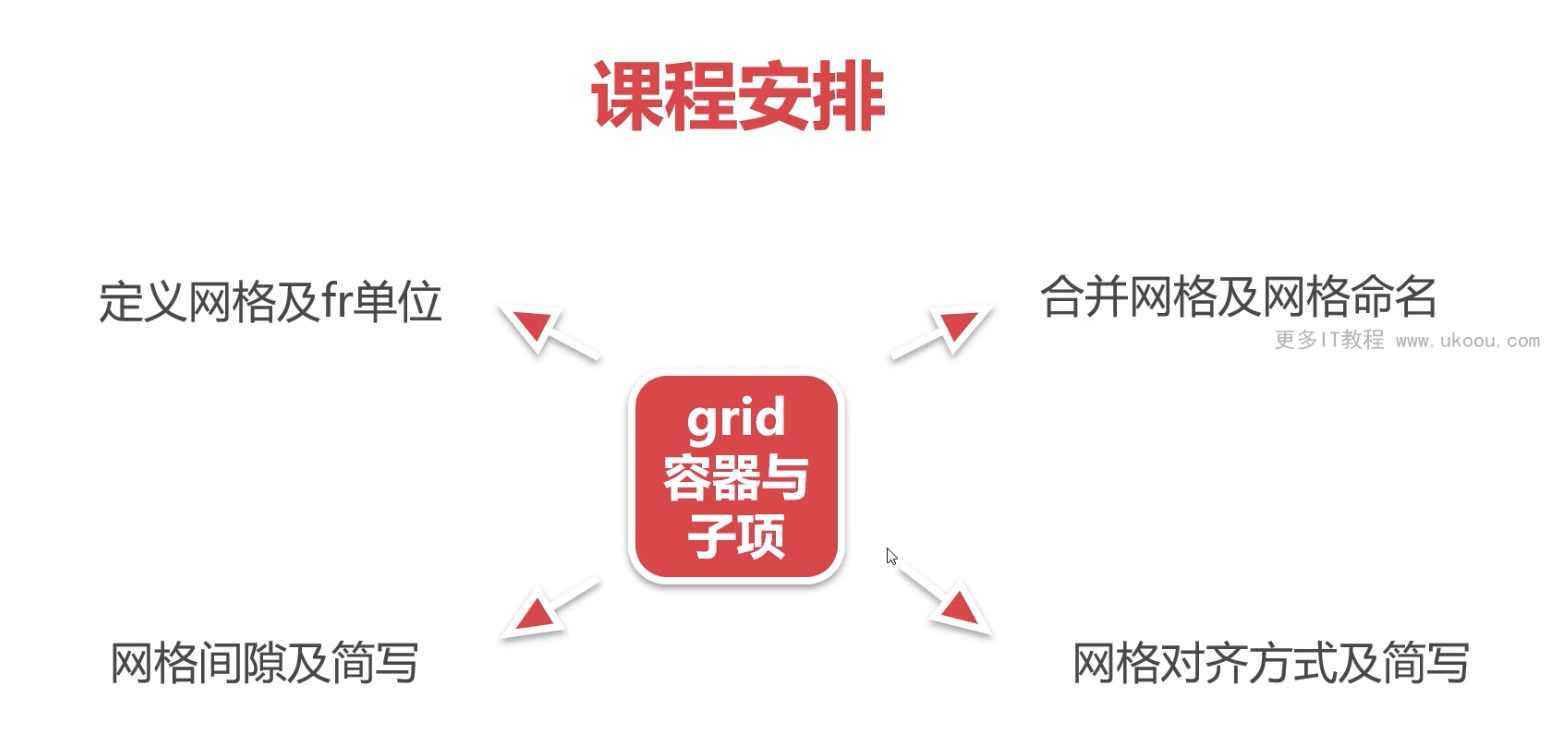 课程安排
定义网格及fr单位
合并网格及网格命名
更多IT教程 www.ukoou.com
grid
容器与
子项
网格间隙及简写
网格对齐方式及简写